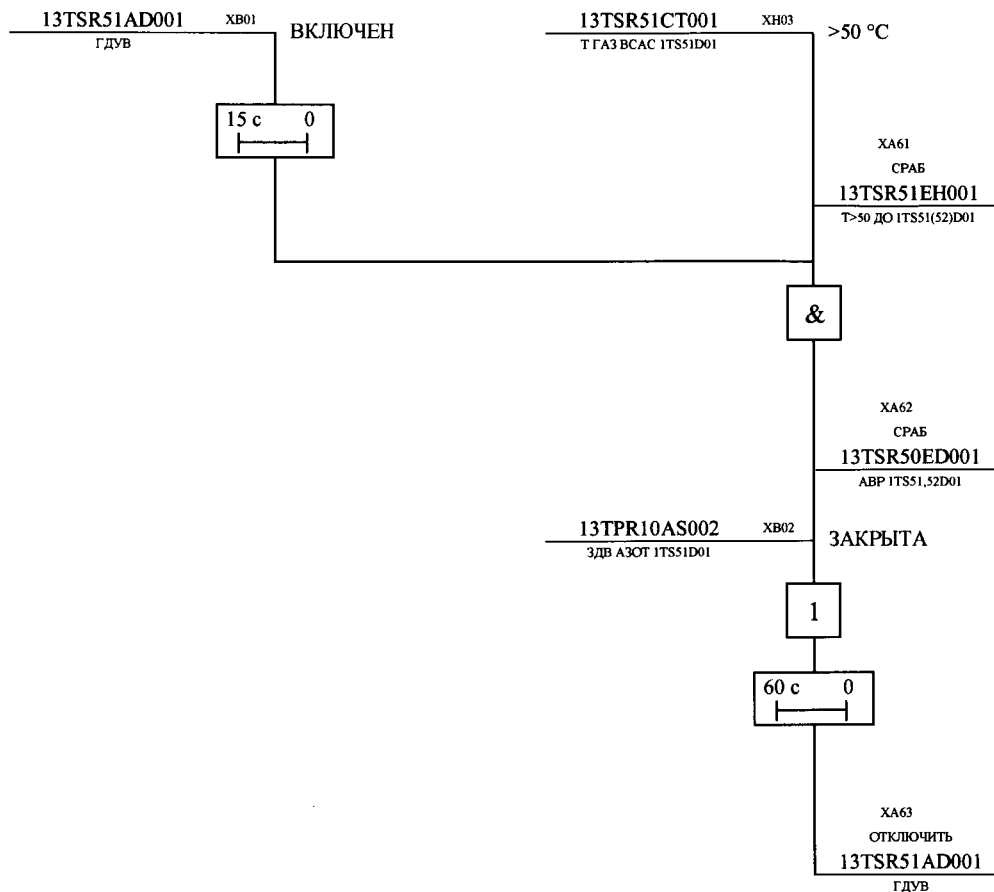 13TSR51AD001 XB01 ВКЛЮЧЕН
ГДУВ
13TSR51CT001 XH03 >50 °C
Т ГАЗ ВСАС 1TS51D01
15 с 0
XA61
СРАБ
13TSR51EH001
Т>50 ДО 1TS51(52)D01
&
XA62
СРАБ
13TSR50ED001
АВР 1TS51,52D01
13TPR10AS002 XB02 ЗАКРЫТА
ЗДВ АЗОТ 1TS51D01
1
60 с 0
XA63
ОТКЛЮЧИТЬ
13TSR51AD001
ГДУВ